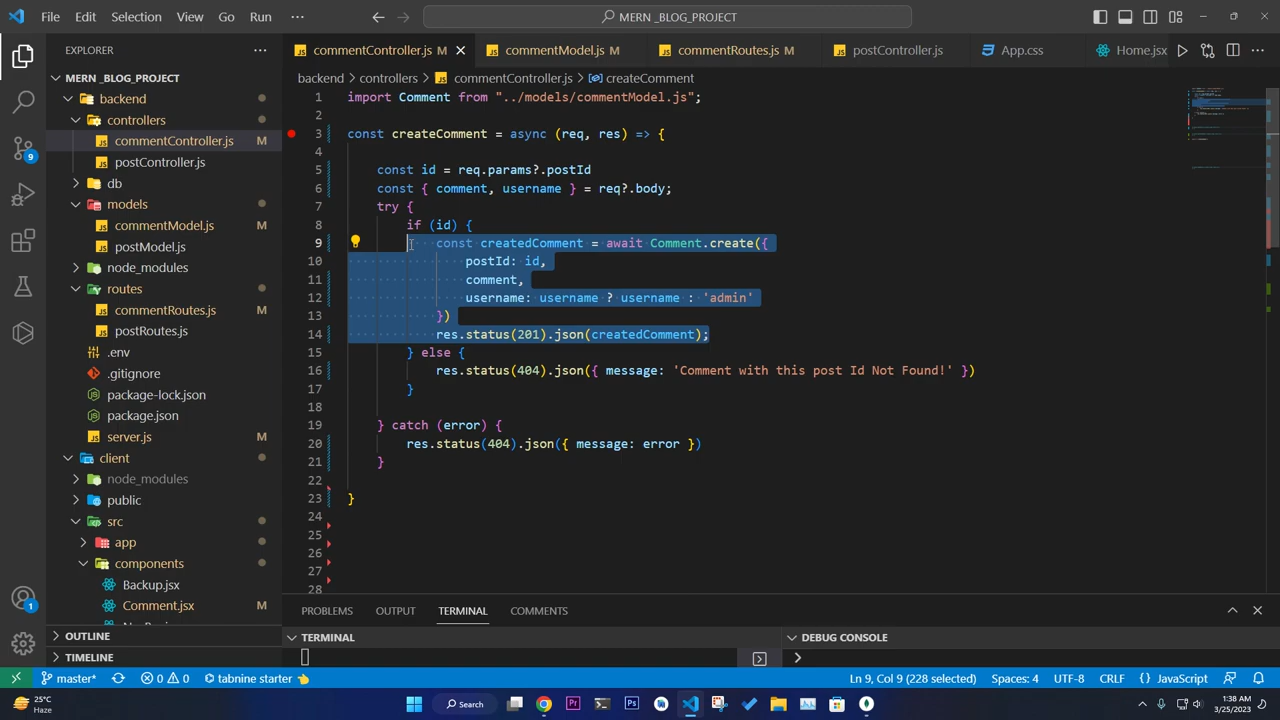 File Edit Selection View Go Run ··· MERN _BLOG_PROJECT
EXPLORER
MERN _BLOG_PROJECT
backend
controllers
commentController.js M
postController.js
db
models
commentModel.js M
postModel.js
node_modules
routes
commentRoutes.js M
postRoutes.js
.env
.gitignore
package-lock.json
package.json
server.js M
client
node_modules
public
src
app
components
Backup.jsx
Comment.jsx M
OUTLINE
TIMELINE
9
1
commentController.js M commentModel.js M commentRoutes.js M postController.js App.css Home.jsx
backend > controllers > commentController.js > createComment
1 import Comment from "../models/commentModel.js";
2
3 const createComment = async (req, res) => {
4
5 const id = req.params?.postId
6 const { comment, username } = req?.body;
7 try {
8 if (id) {
9 const createdComment = await Comment.create({
10 postId: id,
11 comment,
12 username: username ? username : 'admin'
13 })
14 res.status(201).json(createdComment);
15 } else {
16 res.status(404).json({ message: 'Comment with this post Id Not Found!' })
17 }
18
19 } catch (error) {
20 res.status(404).json({ message: error })
21 }
22
23 }
24
25
26
27
28
PROBLEMS OUTPUT TERMINAL COMMENTS
TERMINAL DEBUG CONSOLE
master* 0 0 tabnine starter Ln 9, Col 9 (228 selected) Spaces: 4 UTF-8 CRLF {} JavaScript
25°C
Haze
Search
1:38 AM
3/25/2023